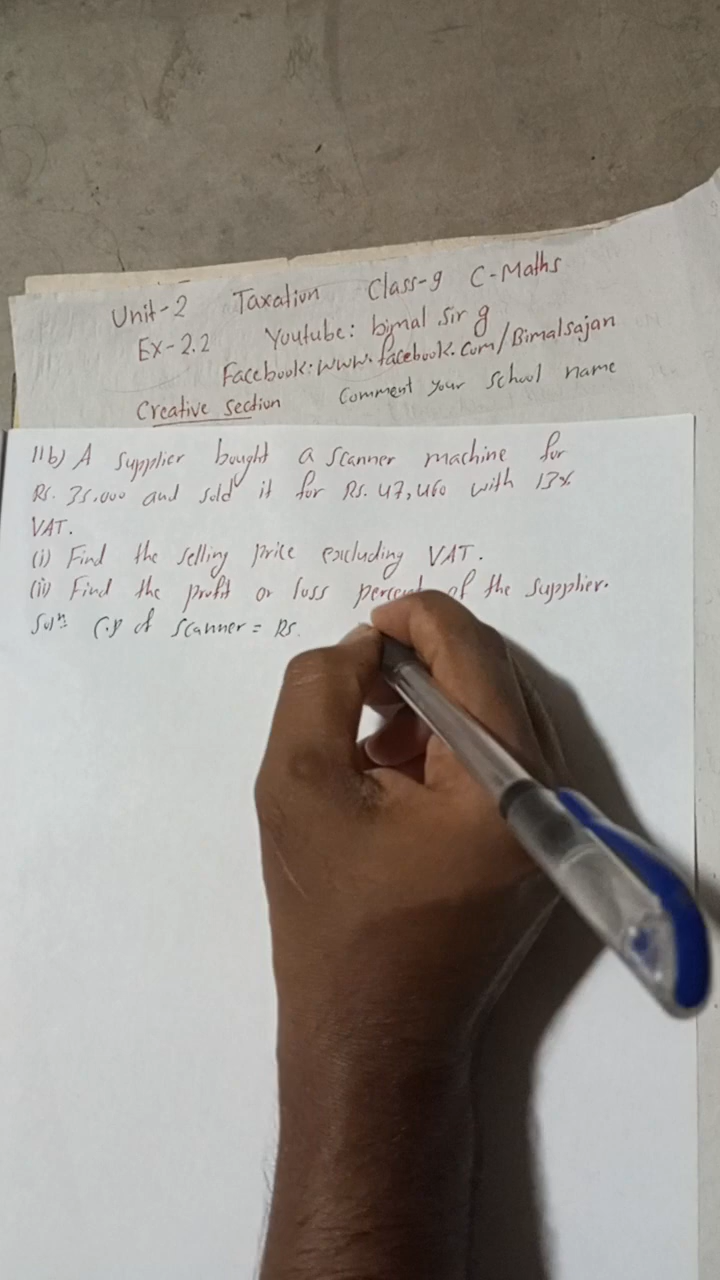 Unit-2 Taxation Class-9 C-Maths
Ex-2.2 Youtube: bimal sir g
Facebook: www.facebook.com/Bimalsajan
Creative section Comment your school name
11b) A supplier bought a scanner machine for
Rs. 35,000 and sold it for Rs. 47,460 with 13%
VAT.
(i) Find the selling price excluding VAT.
(ii) Find the profit or loss percent of the supplier.
Solⁿ: C.P of scanner = Rs.